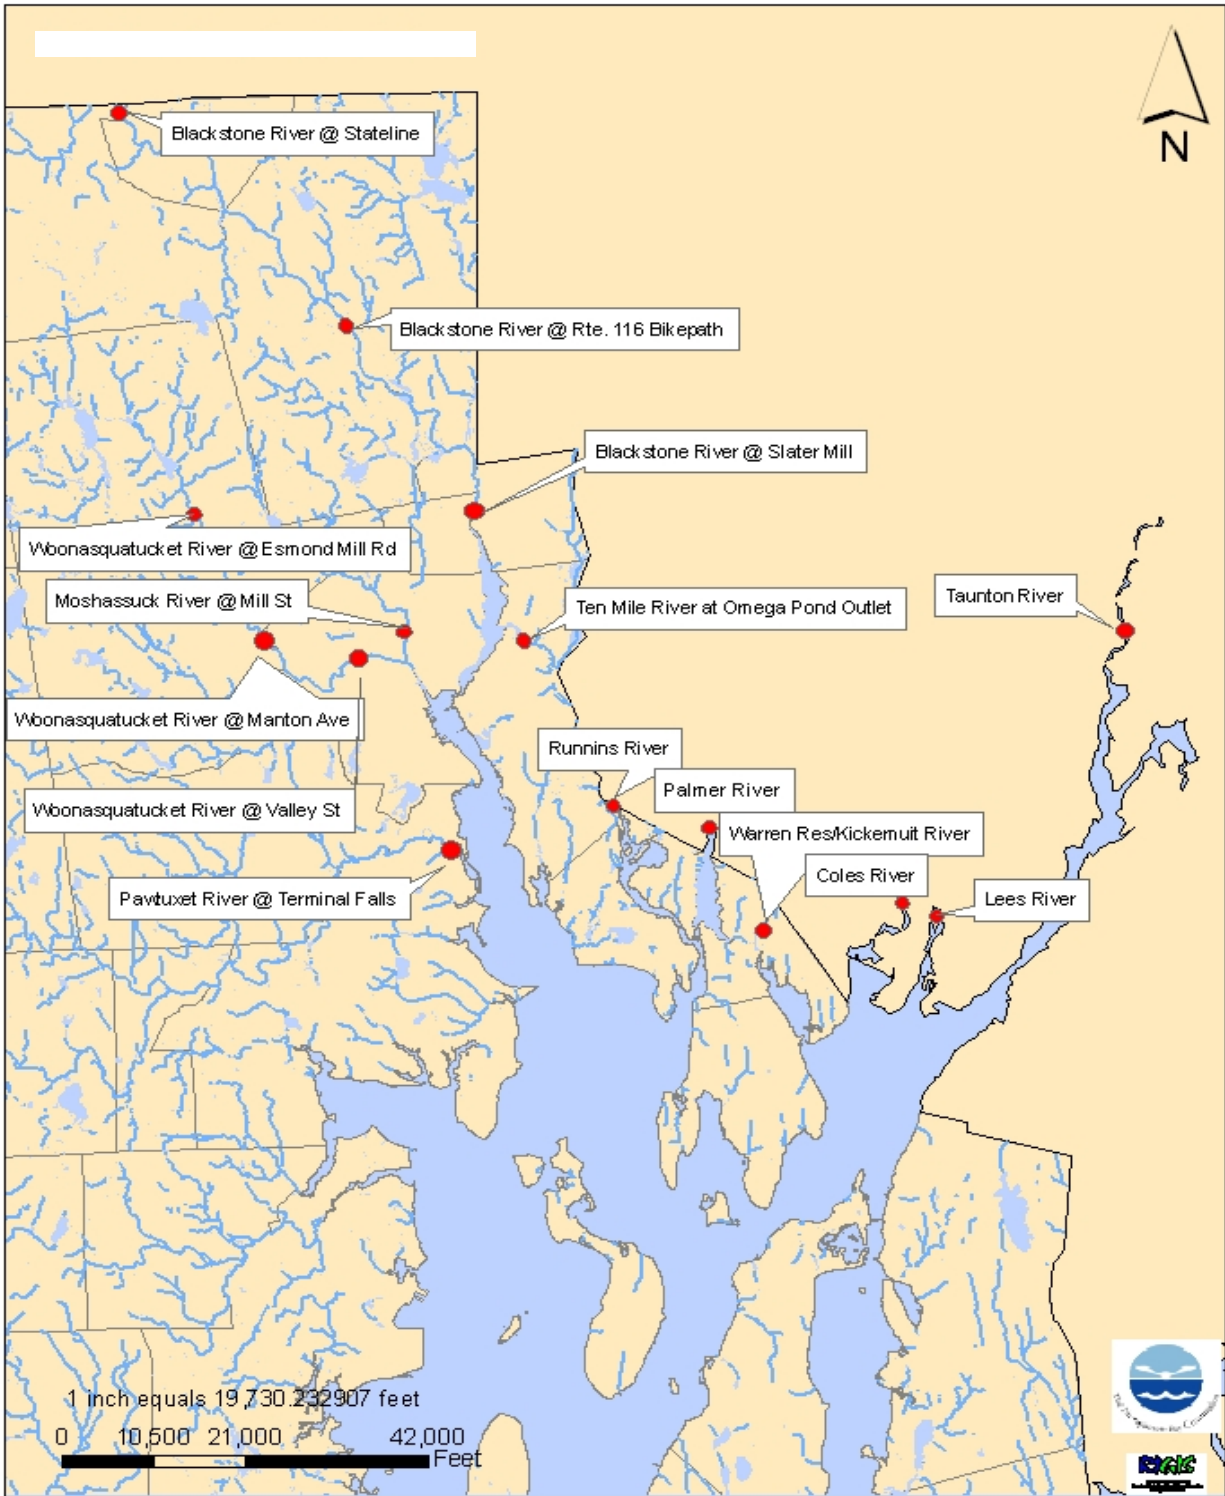 N
Blackstone River @ Stateline
Blackstone River @ Rte. 116 Bikepath
Blackstone River @ Slater Mill
Woonasquatucket River @ Esmond Mill Rd
Moshassuck River @ Mill St
Ten Mile River at Omega Pond Outlet
Taunton River
Woonasquatucket River @ Manton Ave
Runnins River
Palmer River
Woonasquatucket River @ Valley St
Warren Res/Kickemuit River
Coles River
Pawtuxet River @ Terminal Falls
Lees River
1 inch equals 19,730.232907 feet
0 10,500 21,000 42,000
Feet
RIGIS